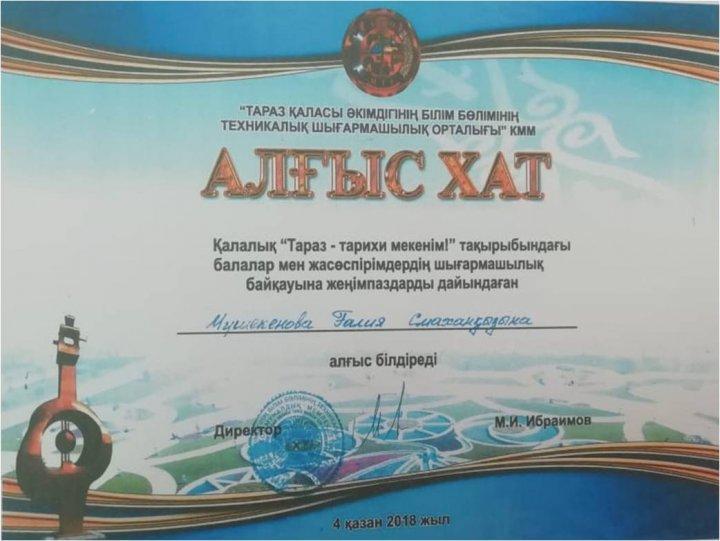 “ТАРАЗ ҚАЛАСЫ ӘКІМДІГІНІҢ БІЛІМ БӨЛІМІНІҢ
ТЕХНИКАЛЫҚ ШЫҒАРМАШЫЛЫҚ ОРТАЛЫҒЫ” КММ
АЛҒЫС ХАТ
Қалалық “Тараз - тарихи мекенім!” тақырыбындағы
балалар мен жасөспірімдердің шығармашылық
байқауына жеңімпаздарды дайындаған
Галия
алғыс білдіреді
Директор
М.И. Ибраимов
4 қазан 2018 жыл